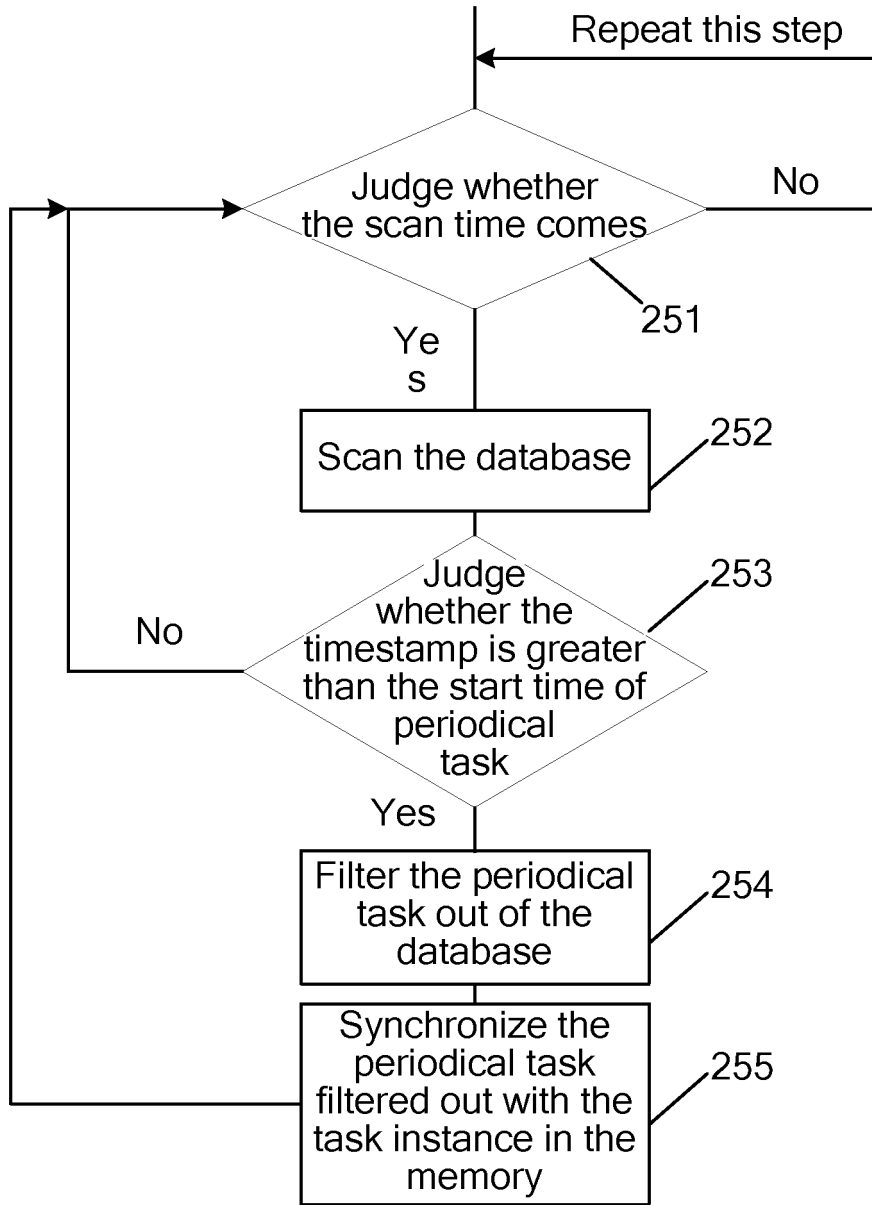 Repeat this step
Judge whether
the scan time comes
No
251
Ye
s
Scan the database
252
Judge
whether the
timestamp is greater
than the start time of
periodical
task
253
No
Yes
Filter the periodical
task out of the
database
254
Synchronize the
periodical task
filtered out with the
task instance in the
memory
255